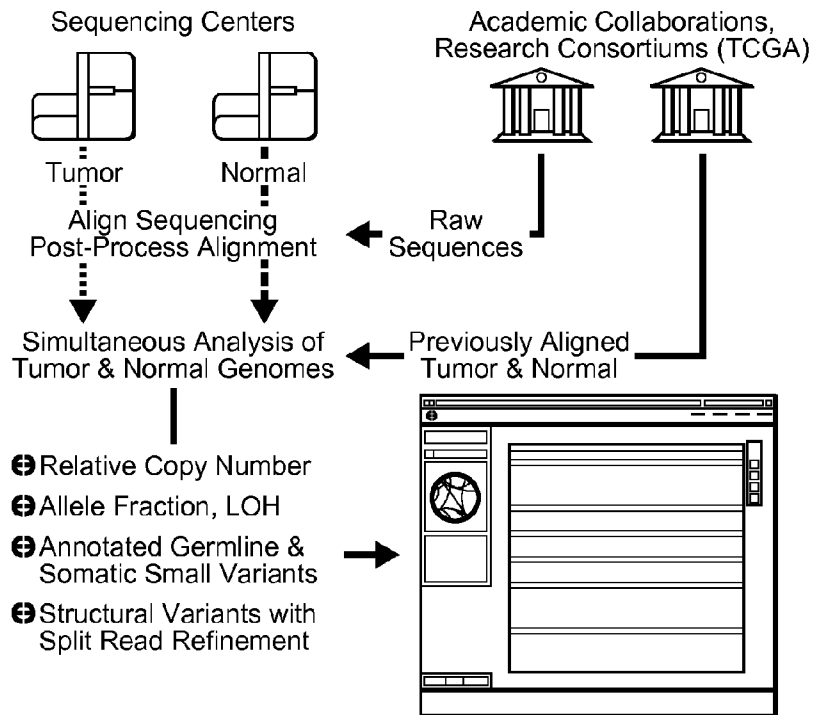 Sequencing Centers
Academic Collaborations,
Research Consortiums (TCGA)
Tumor
Normal
Align Sequencing
Post-Process Alignment
Raw
Sequences
Simultaneous Analysis of
Tumor & Normal Genomes
Previously Aligned
Tumor & Normal
Relative Copy Number
Allele Fraction, LOH
Annotated Germline &
Somatic Small Variants
Structural Variants with
Split Read Refinement